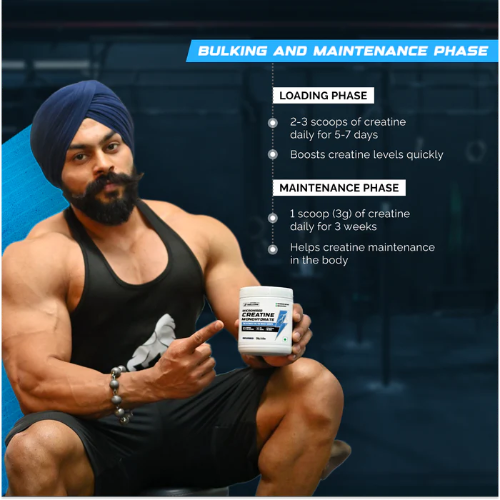 BULKING AND MAINTENANCE PHASE
LOADING PHASE
2-3 scoops of creatine
daily for 5-7 days
Boosts creatine levels quickly
MAINTENANCE PHASE
1 scoop (3g) of creatine
daily for 3 weeks
Helps creatine maintenance
in the body
CREATINE
MONOHYDRATE